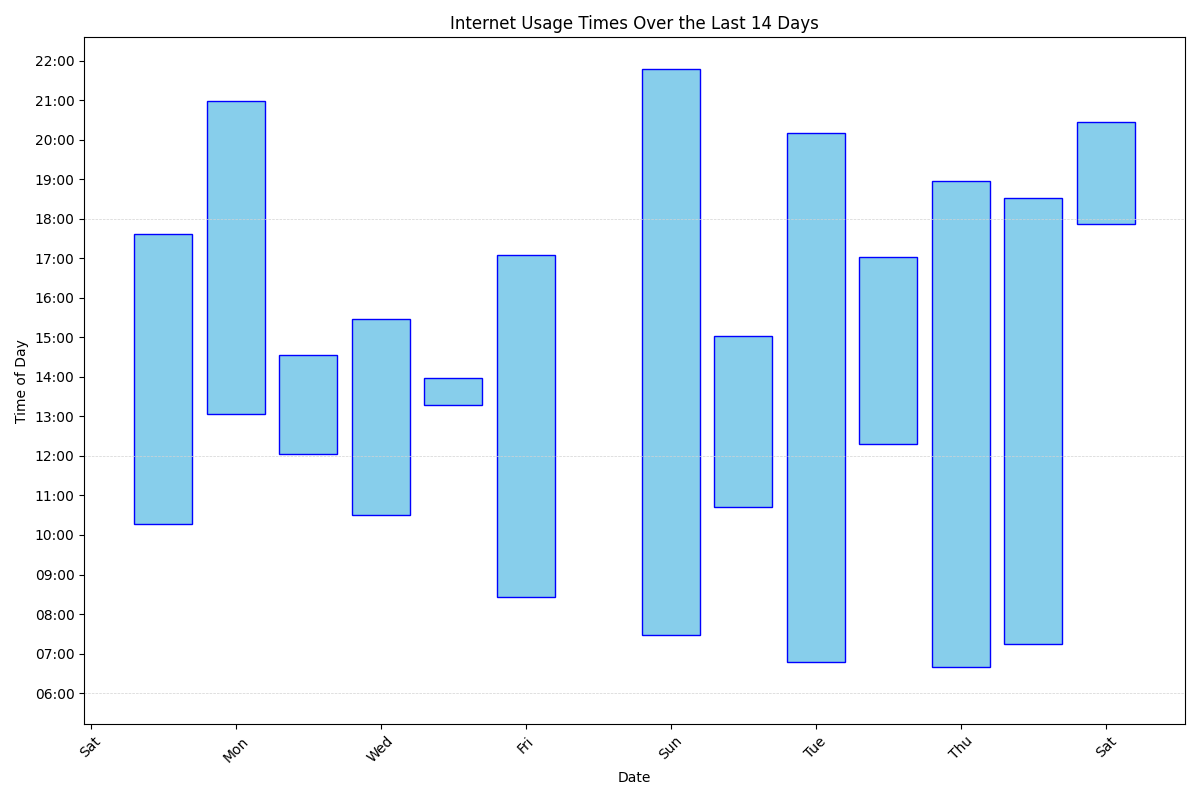 Internet Usage Times Over the Last 14 Days
22:00
21:00
20:00
19:00
18:00
17:00
16:00
15:00
14:00
13:00
12:00
11:00
10:00
09:00
08:00
07:00
06:00
Time of Day
Sat
Mon
Wed
Fri
Sun
Tue
Thu
Sat
Date